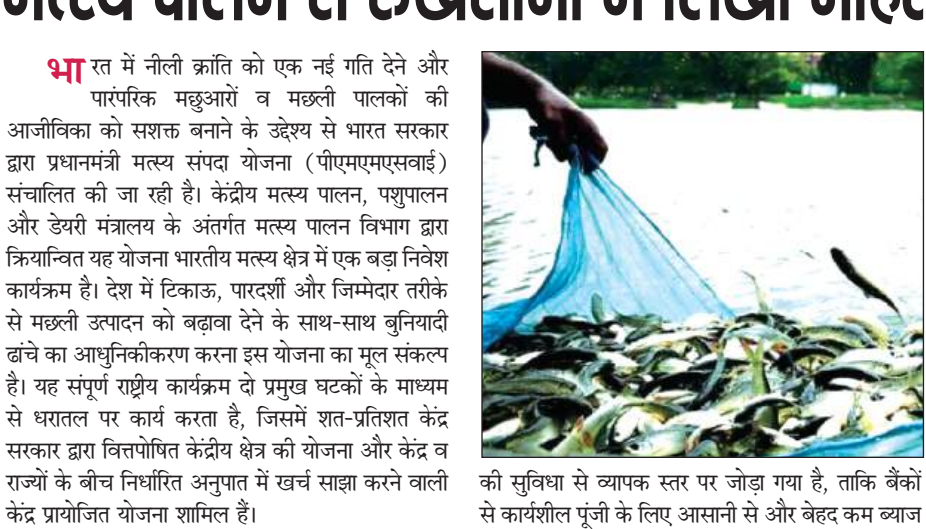 भारत में नीली क्रांति को एक नई गति देने और
पारंपरिक मछुआरों व मछली पालकों की
आजीविका को सशक्त बनाने के उद्देश्य से भारत सरकार
द्वारा प्रधानमंत्री मत्स्य संपदा योजना (पीएमएमएसवाई)
संचालित की जा रही है। केंद्रीय मत्स्य पालन, पशुपालन
और डेयरी मंत्रालय के अंतर्गत मत्स्य पालन विभाग द्वारा
क्रियान्वित यह योजना भारतीय मत्स्य क्षेत्र में एक बड़ा निवेश
कार्यक्रम है। देश में टिकाऊ, पारदर्शी और जिम्मेदार तरीके
से मछली उत्पादन को बढ़ावा देने के साथ-साथ बुनियादी
ढांचे का आधुनिकीकरण करना इस योजना का मूल संकल्प
है। यह संपूर्ण राष्ट्रीय कार्यक्रम दो प्रमुख घटकों के माध्यम
से धरातल पर कार्य करता है, जिसमें शत-प्रतिशत केंद्र
सरकार द्वारा वित्तपोषित केंद्रीय क्षेत्र की योजना और केंद्र व
राज्यों के बीच निर्धारित अनुपात में खर्च साझा करने वाली
केंद्र प्रायोजित योजना शामिल हैं।
की सुविधा से व्यापक स्तर पर जोड़ा गया है, ताकि बैंकों
से कार्यशील पूंजी के लिए आसानी से और बेहद कम ब्याज